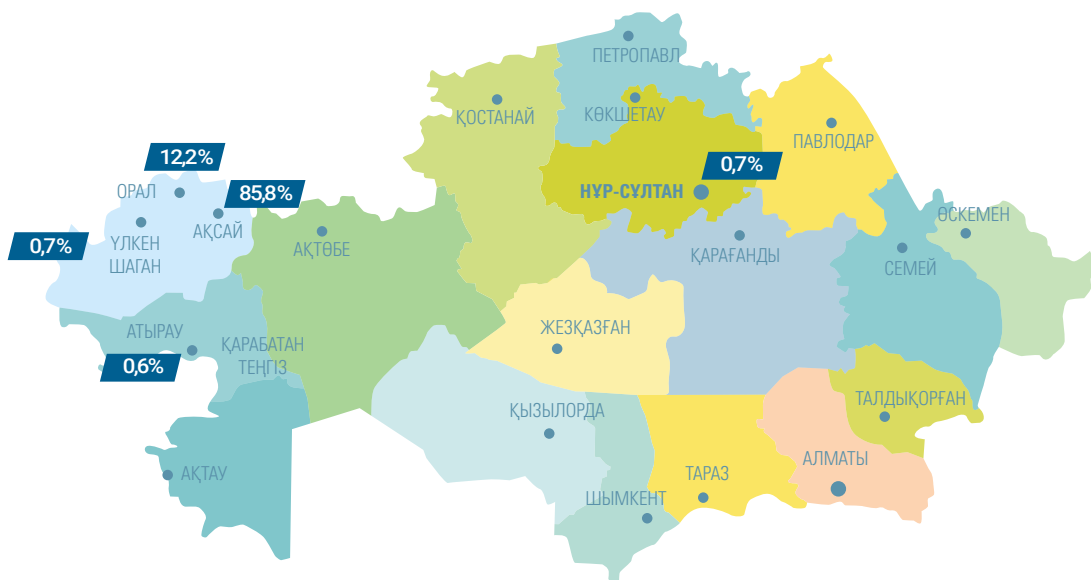 ПЕТРОПАВЛ
ҚОСТАНАЙ
КӨКШЕТАУ
ПАВЛОДАР
12,2%
0,7%
ОРАЛ
85,8%
НҰР-СҰЛТАН
ӨСКЕМЕН
0,7%
ҮЛКЕН
ШАҒАН
АҚСАЙ
АҚТӨБЕ
ҚАРАҒАНДЫ
СЕМЕЙ
АТЫРАУ
0,6%
ҚАРАБАТАН
ТЕҢГІЗ
ЖЕЗҚАЗҒАН
ТАЛДЫҚОРҒАН
ҚЫЗЫЛОРДА
АҚТАУ
АЛМАТЫ
ТАРАЗ
ШЫМКЕНТ